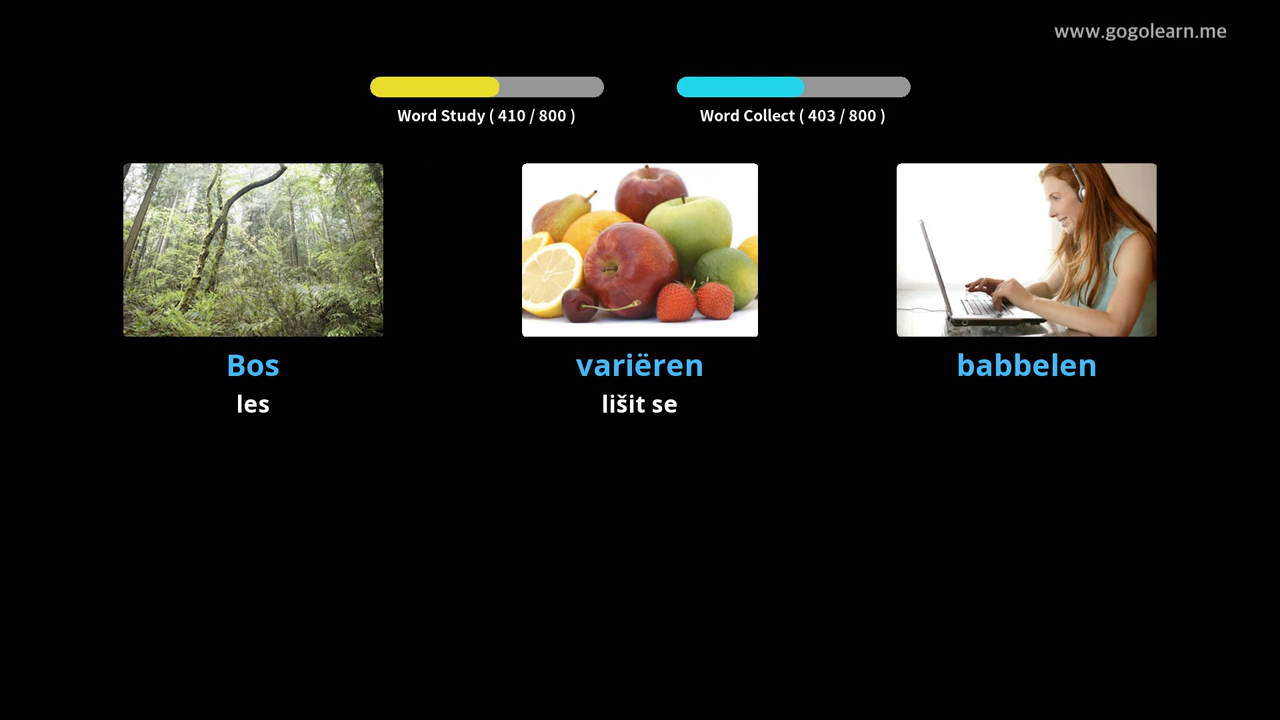 www.gogolearn.me
Word Study ( 410 / 800 )
Word Collect ( 403 / 800 )
Bos
les
variëren
lišit se
babbelen